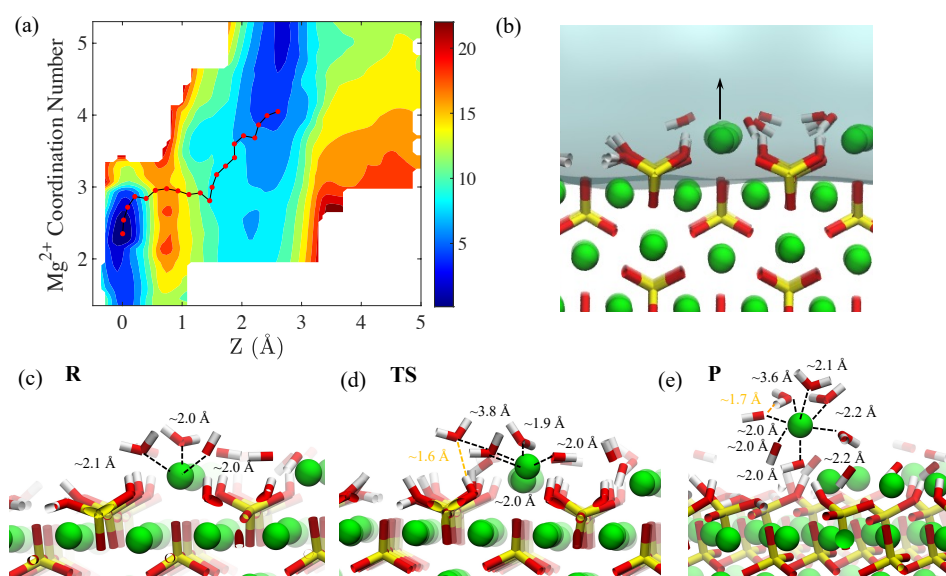 (a)
Mg²⁺ Coordination Number
5
4
3
2
0 1 2 3 4 5
Z (Å)
20
15
10
5
(b)
(c) R
~2.0 Å
~2.1 Å
~2.0 Å
(d) TS
~3.8 Å
~1.9 Å
~2.0 Å
~1.6 Å
~2.0 Å
(e) P
~2.1 Å
~3.6 Å
~1.7 Å
~2.2 Å
~2.0 Å
~2.0 Å
~2.2 Å
~2.0 Å